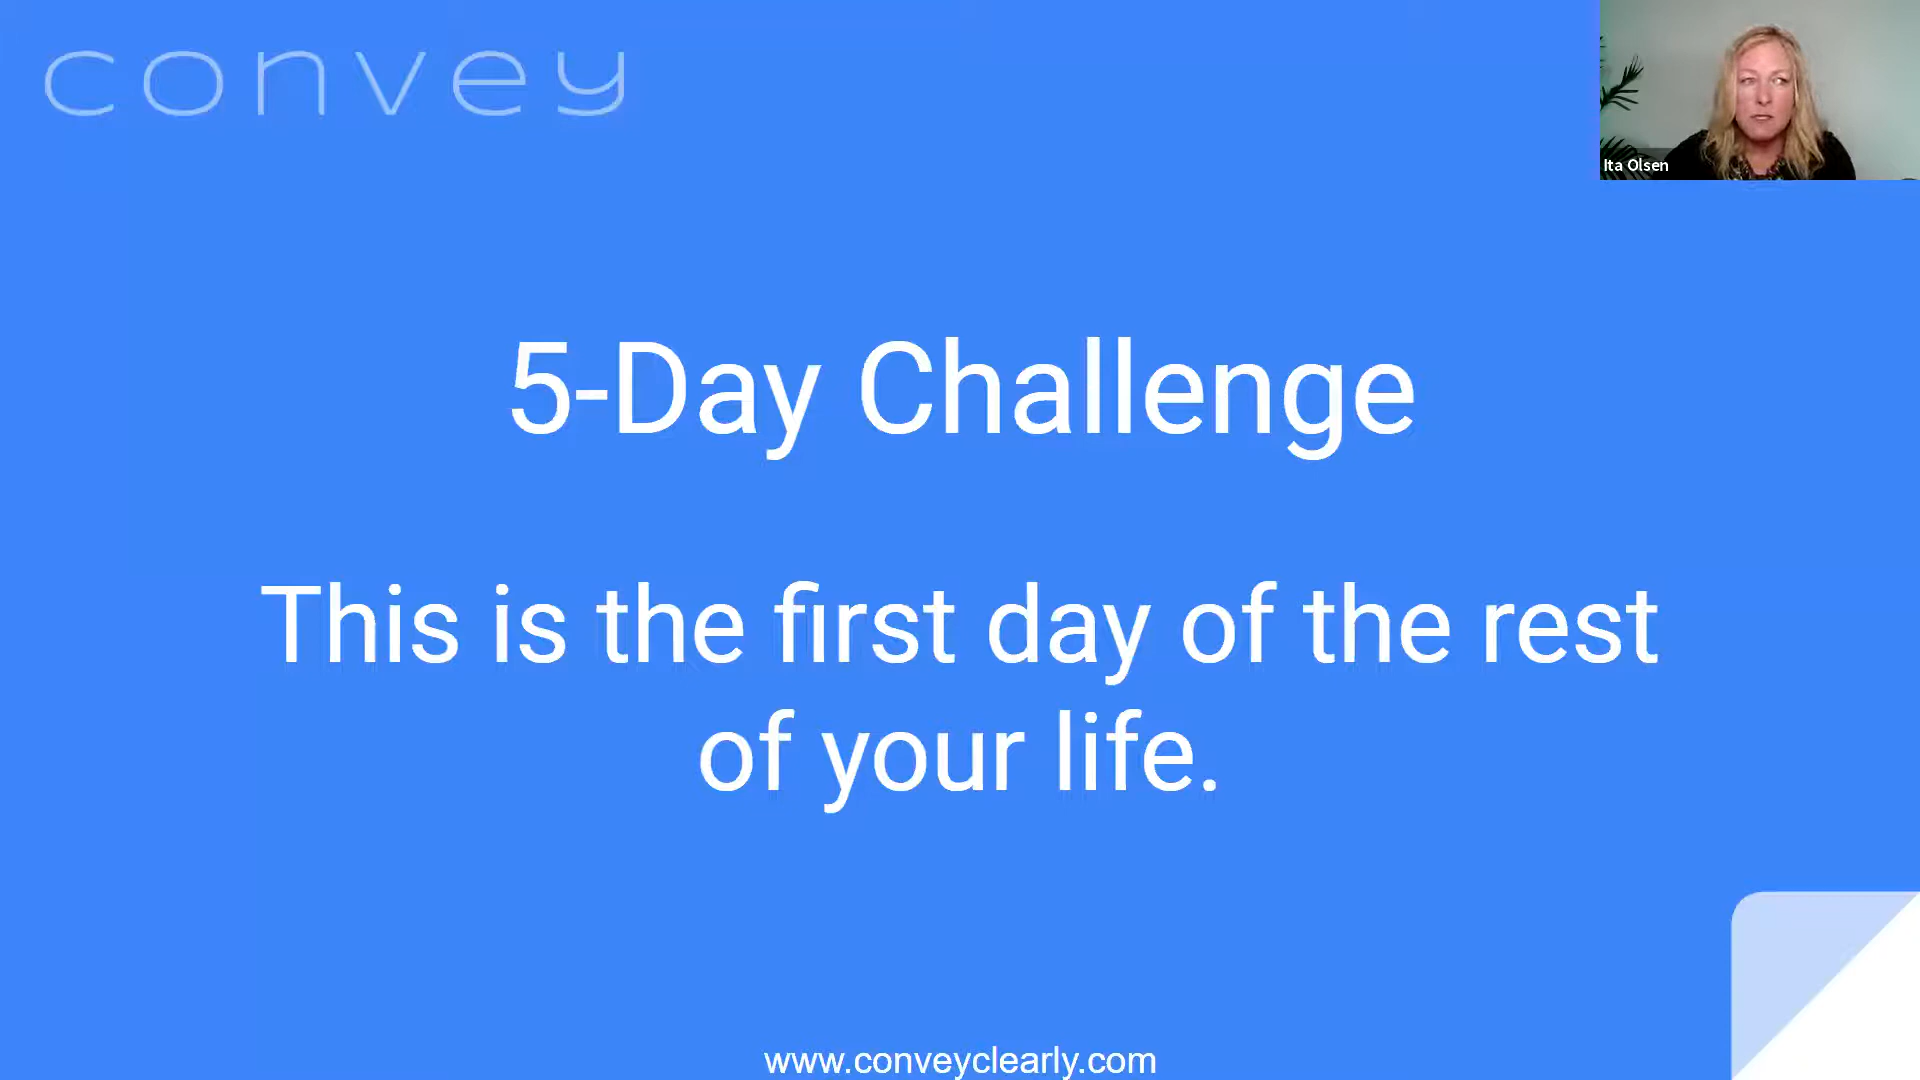 convey
Ita Olsen
5-Day Challenge
This is the first day of the rest
of your life.
www.conveyclearly.com